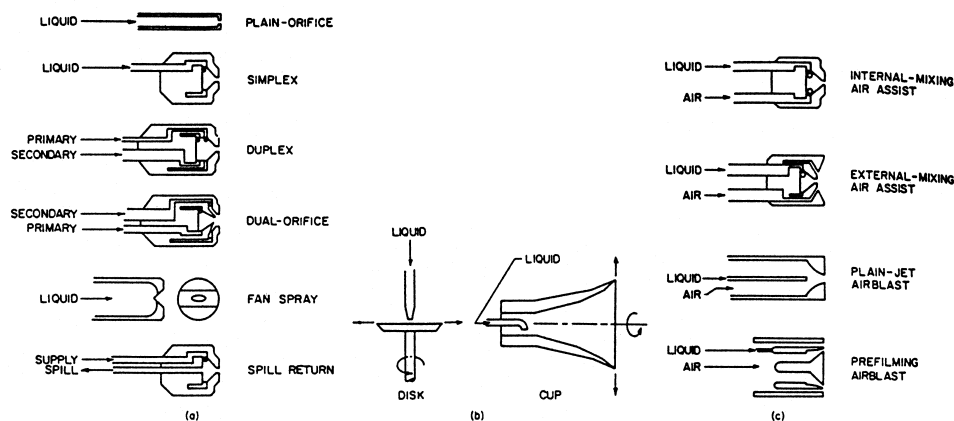 LIQUID
PLAIN-ORIFICE
LIQUID
SIMPLEX
PRIMARY
SECONDARY
DUPLEX
SECONDARY
PRIMARY
DUAL-ORIFICE
LIQUID
FAN SPRAY
SUPPLY
SPILL
SPILL RETURN
(a)
LIQUID
DISK
LIQUID
CUP
(b)
LIQUID
AIR
INTERNAL-MIXING
AIR ASSIST
LIQUID
AIR
EXTERNAL-MIXING
AIR ASSIST
LIQUID
AIR
PLAIN-JET
AIRBLAST
LIQUID
AIR
PREFILMING
AIRBLAST
(c)